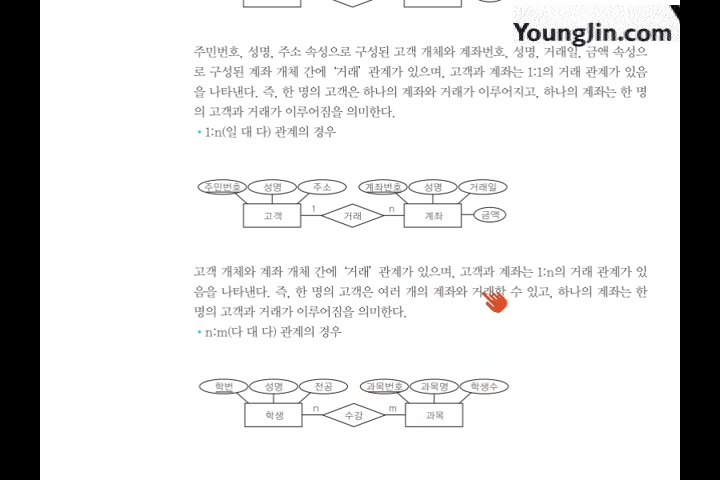 YoungJin.com
주민번호, 성명, 주소 속성으로 구성된 고객 개체와 계좌번호, 성명, 거래일, 금액 속성으
로 구성된 계좌 개체 간에 ‘거래’ 관계가 있으며, 고객과 계좌는 1:1의 거래 관계가 있음
을 나타낸다. 즉, 한 명의 고객은 하나의 계좌와 거래가 이루어지고, 하나의 계좌는 한 명
의 고객과 거래가 이루어짐을 의미한다.
• 1:n(일 대 다) 관계의 경우
주민번호 성명 주소 계좌번호 성명 거래일
고객 1 거래 n 계좌 금액
고객 개체와 계좌 개체 간에 ‘거래’ 관계가 있으며, 고객과 계좌는 1:n의 거래 관계가 있
음을 나타낸다. 즉, 한 명의 고객은 여러 개의 계좌와 거래할 수 있고, 하나의 계좌는 한
명의 고객과 거래가 이루어짐을 의미한다.
• n:m(다 대 다) 관계의 경우
학번 성명 전공 과목번호 과목명 학생수
학생 n 수강 m 과목